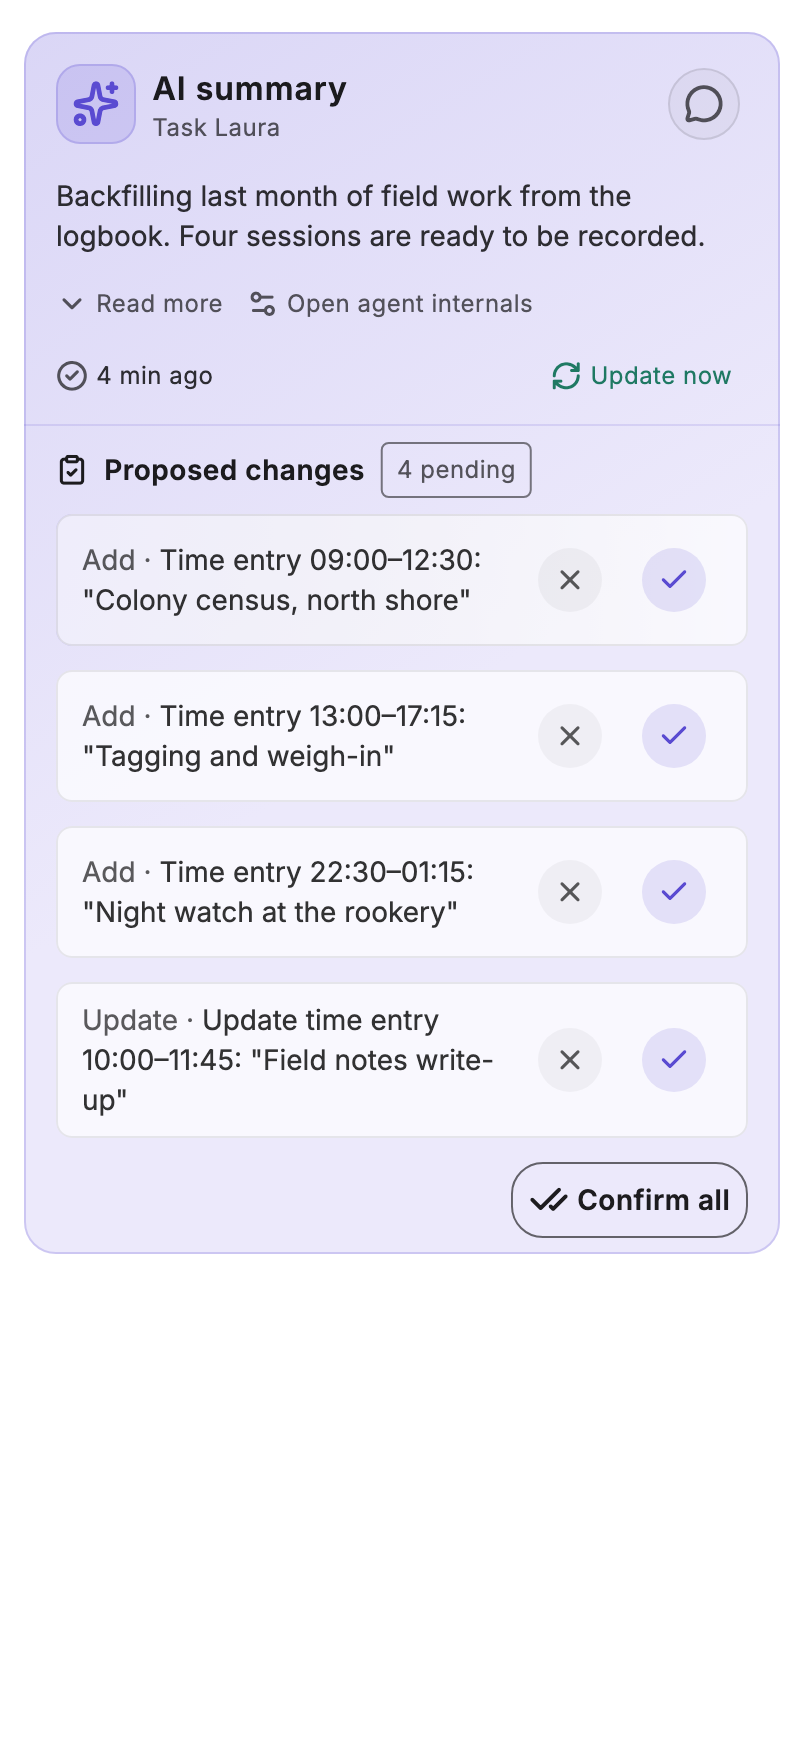 AI summary
Task Laura
Backfilling last month of field work from the
logbook. Four sessions are ready to be recorded.
Read more
Open agent internals
4 min ago
Update now
Proposed changes
4 pending
Add · Time entry 09:00–12:30:
"Colony census, north shore"
Add · Time entry 13:00–17:15:
"Tagging and weigh-in"
Add · Time entry 22:30–01:15:
"Night watch at the rookery"
Update · Update time entry
10:00–11:45: "Field notes write-
up"
Confirm all